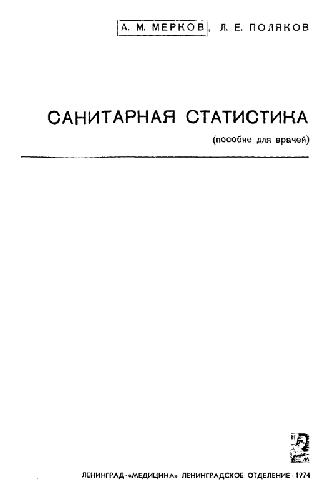 А. М. МЕРКОВ, Л. Е. ПОЛЯКОВ
САНИТАРНАЯ СТАТИСТИКА
(пособие для врачей)
ЛЕНИНГРАД·«МЕДИЦИНА» ЛЕНИНГРАДСКОЕ ОТДЕЛЕНИЕ 1974